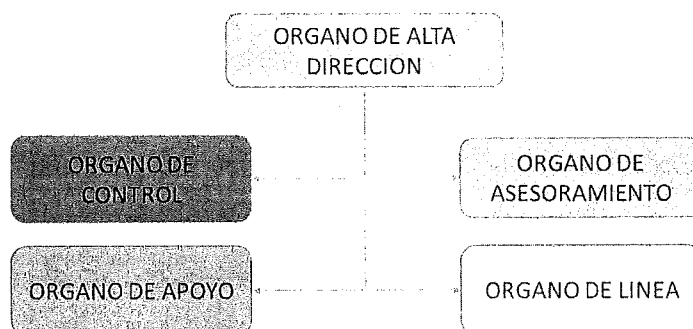 ORGANO DE ALTA
DIRECCION
ORGANO DE
CONTROL
ORGANO DE
ASESORAMIENTO
ORGANO DE APOYO
ORGANO DE LINEA